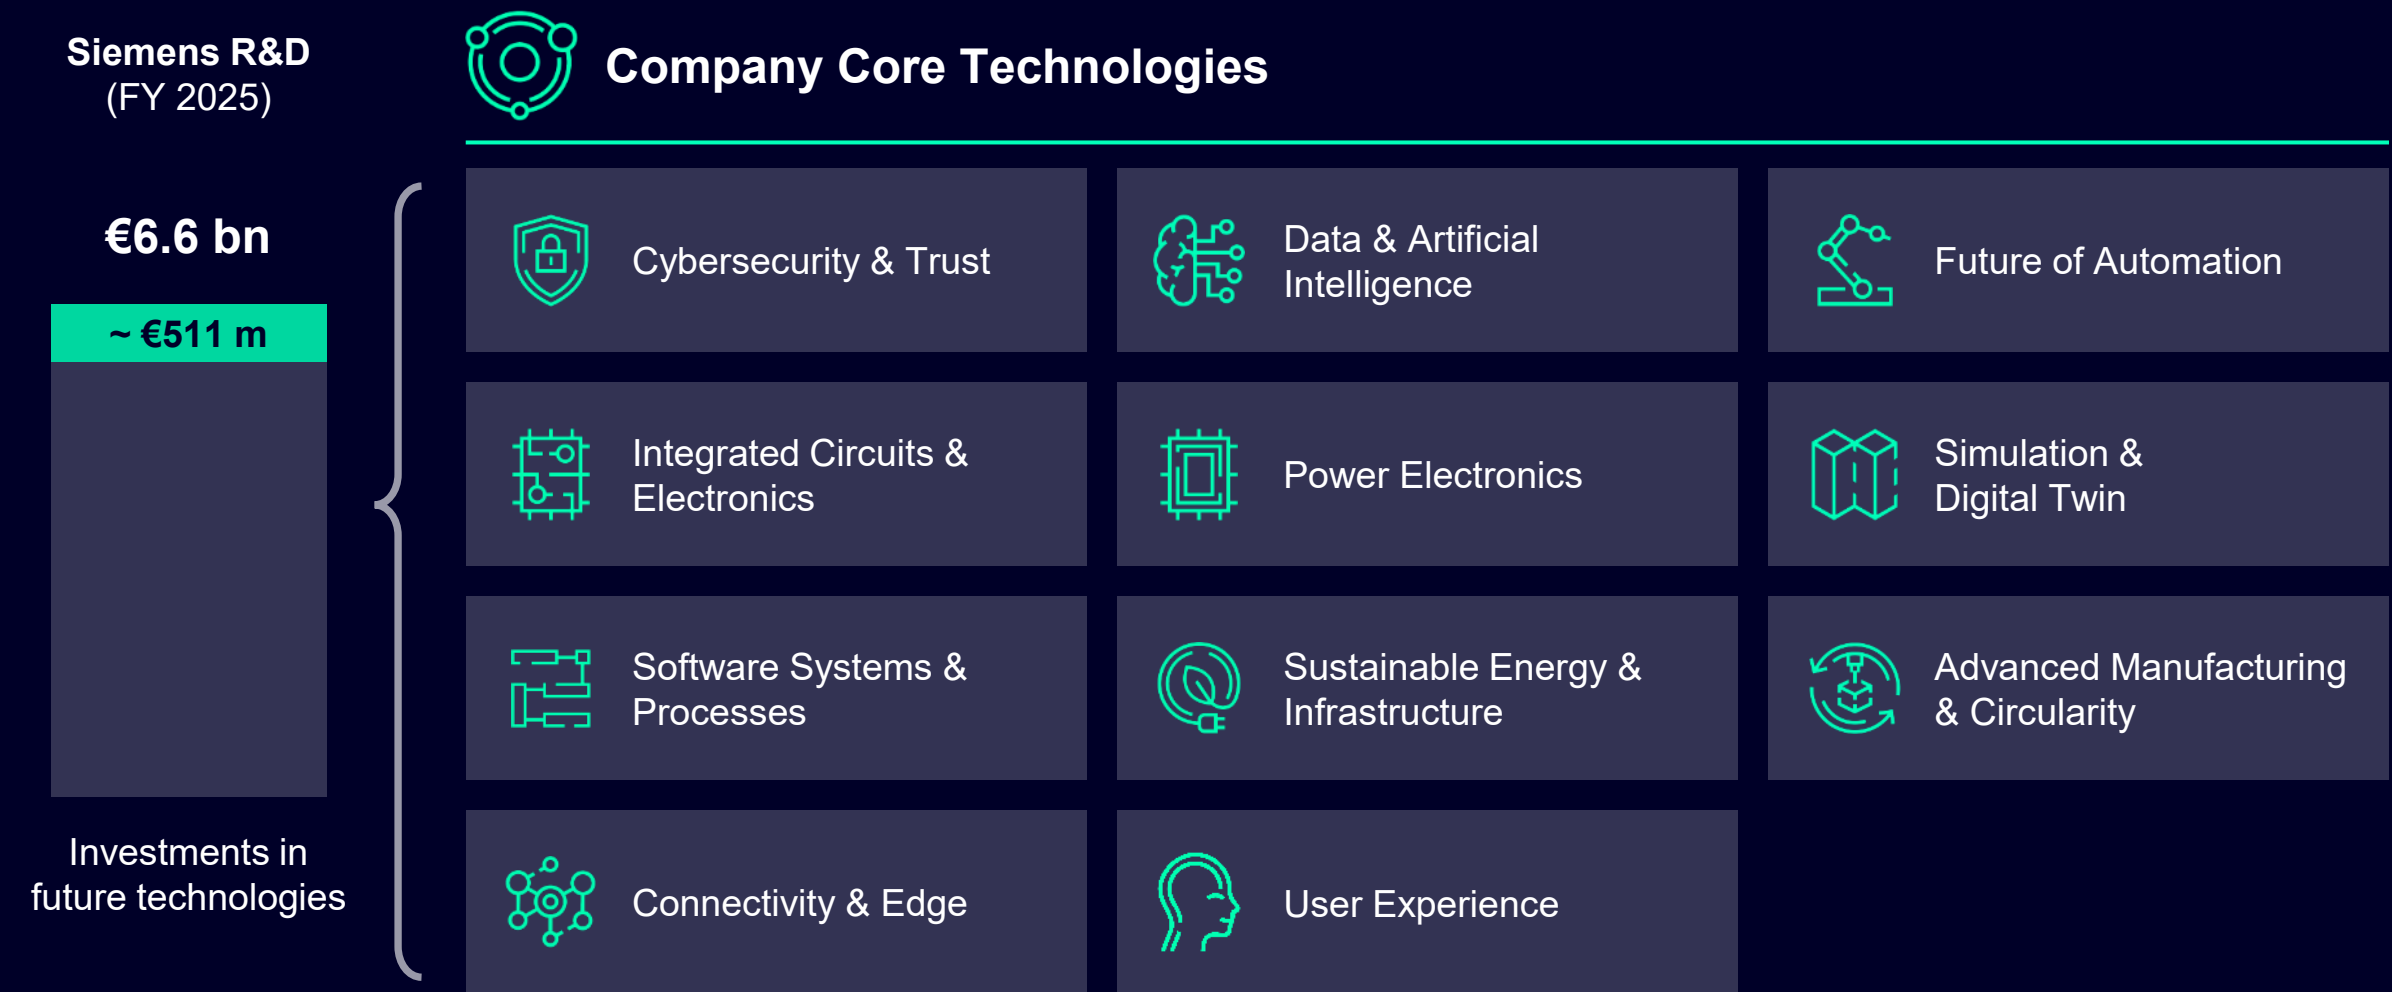 Siemens R&D
(FY 2025)
€6.6 bn
~ €511 m
Investments in
future technologies
Company Core Technologies
Cybersecurity & Trust
Data & Artificial
Intelligence
Future of Automation
Integrated Circuits &
Electronics
Power Electronics
Simulation &
Digital Twin
Software Systems &
Processes
Sustainable Energy &
Infrastructure
Advanced Manufacturing
& Circularity
Connectivity & Edge
User Experience